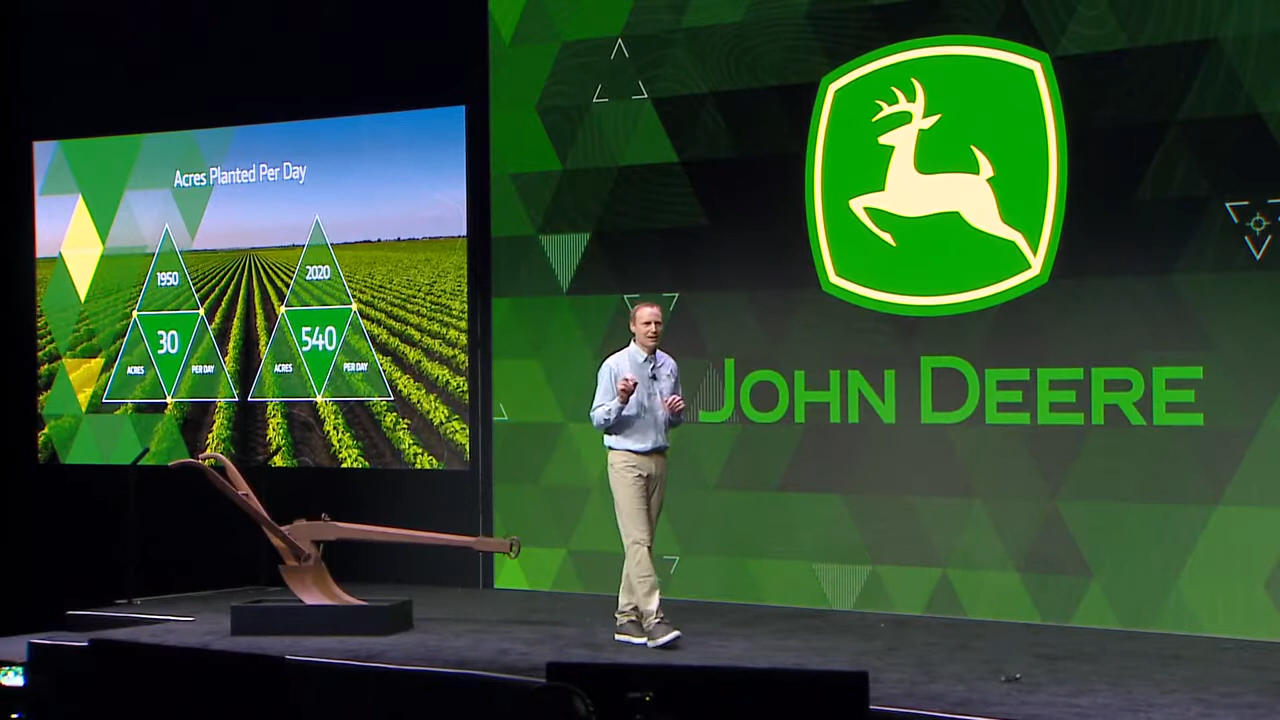 Acres Planted Per Day
1950
30
ACRES
PER DAY
2020
540
ACRES
PER DAY
JOHN DEERE